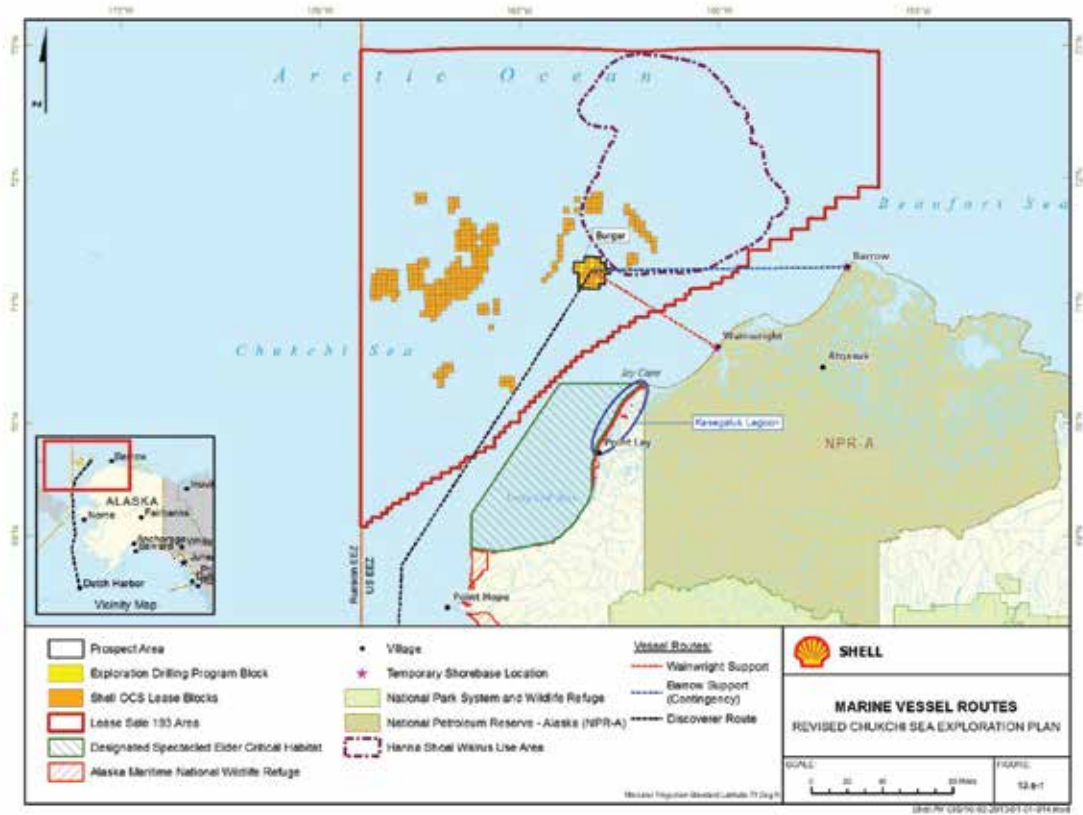 Arctic Ocean
Beaufort Sea
Burger
Barrow
Wainwright
Atqasuk
Chukchi Sea
Icy Cape
Kasegaluk Lagoon
NPR-A
Point Lay
Point Hope
Russian EEZ
US EEZ
N
Barrow
ALASKA
Nome
Fairbanks
Anchorage
Seward
Dutch Harbor
Vicinity Map
Prospect Area
Exploration Drilling Program Block
Shell OCS Lease Blocks
Lease Sale 193 Area
Designated Spectacled Eider Critical Habitat
Alaska Maritime National Wildlife Refuge
Village
Temporary Shorebase Location
National Park System and Wildlife Refuge
National Petroleum Reserve - Alaska (NPR-A)
Hanna Shoal Walrus Use Area
Vessel Routes:
Wainwright Support
Barrow Support
(Contingency)
Discoverer Route
SHELL
MARINE VESSEL ROUTES
REVISED CHUKCHI SEA EXPLORATION PLAN
SCALE:
FIGURE: